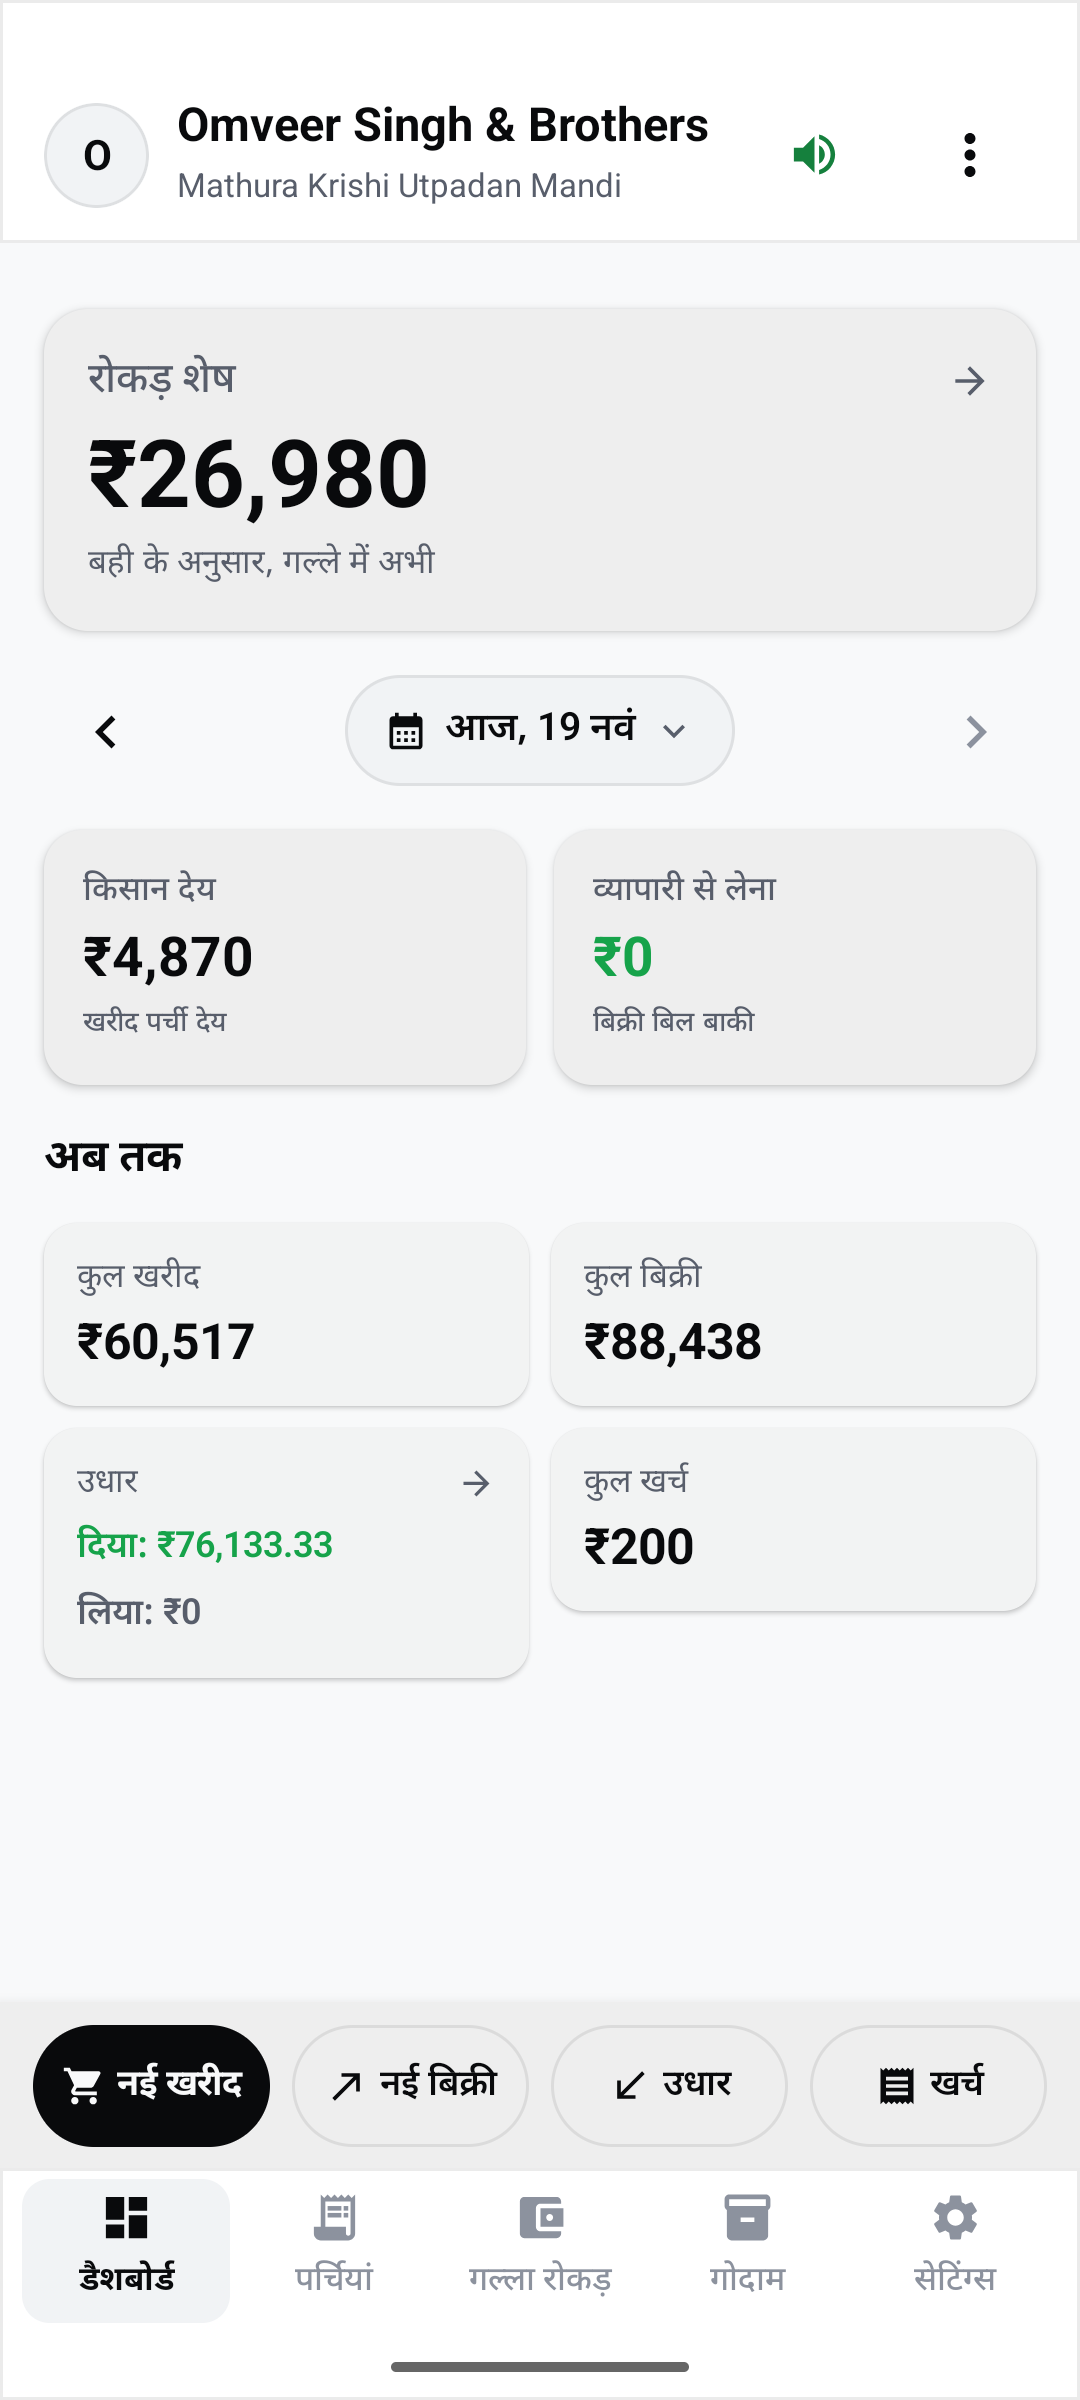 O
Omveer Singh & Brothers
Mathura Krishi Utpadan Mandi
रोकड़ शेष
₹26,980
बही के अनुसार, गल्ले में अभी
आज, 19 नवं
किसान देय
₹4,870
खरीद पर्ची देय
व्यापारी से लेना
₹0
बिक्री बिल बाकी
अब तक
कुल खरीद
₹60,517
कुल बिक्री
₹88,438
उधार
दिया: ₹76,133.33
लिया: ₹0
कुल खर्च
₹200
नई खरीद
नई बिक्री
उधार
खर्च
डैशबोर्ड
पर्चियां
गल्ला रोकड़
गोदाम
सेटिंग्स